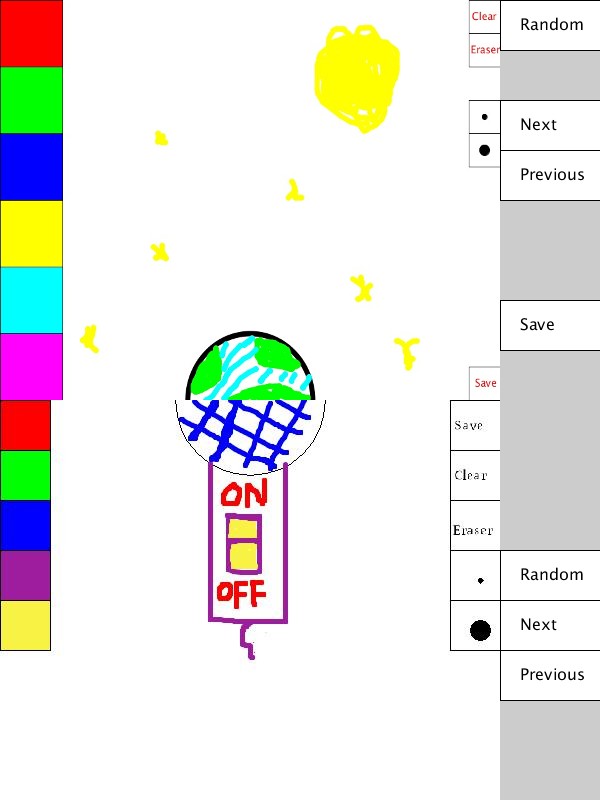 Clear
Random
Eraser
Next
Previous
Save
Save
Save
Clear
ON
Eraser
Random
OFF
Next
Previous